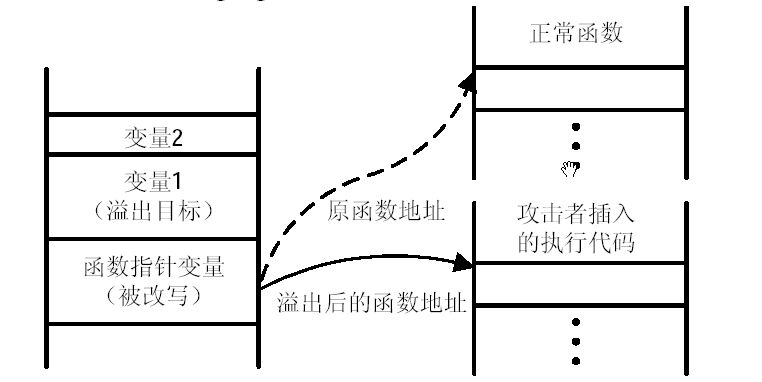 正常函数
变量2
变量1
（溢出目标）
原函数地址
攻击者插入
的执行代码
函数指针变量
（被改写）
溢出后的函数地址